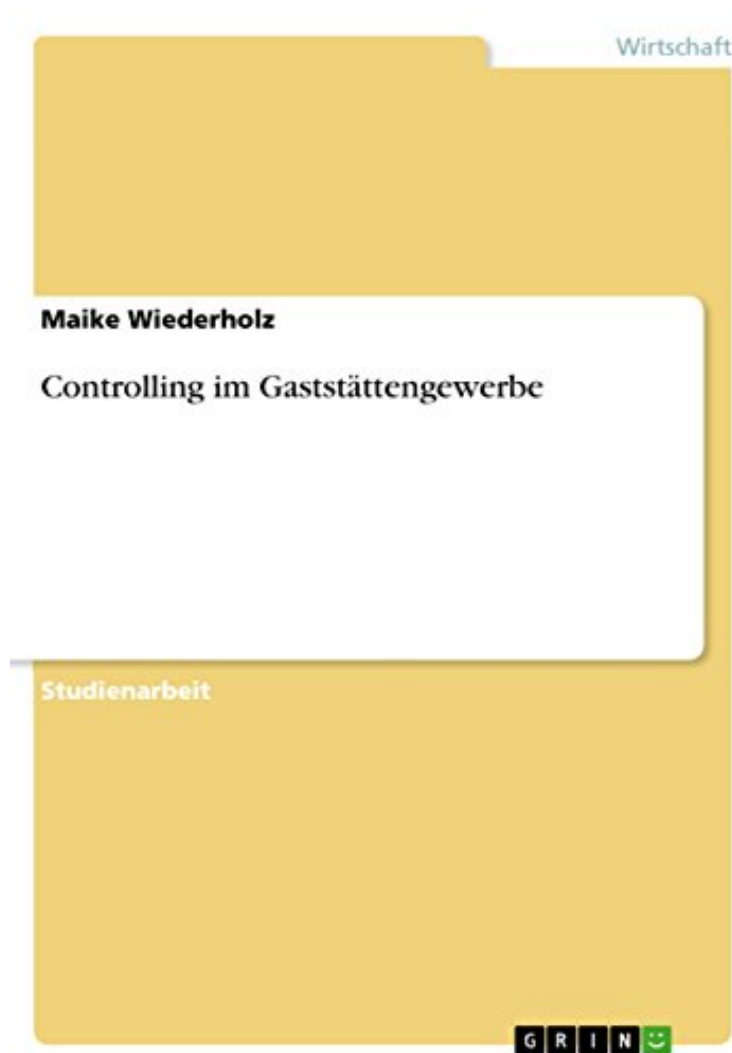 Wirtschaft
Maike Wiederholz
Controlling im Gaststättengewerbe
Studienarbeit
GRIN